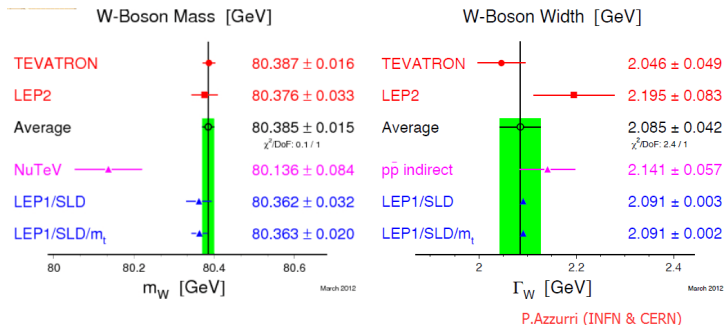 W-Boson Mass [GeV]
TEVATRON 80.387 ± 0.016
LEP2 80.376 ± 0.033
Average 80.385 ± 0.015
χ²/DoF: 0.1 / 1
NuTeV 80.136 ± 0.084
LEP1/SLD 80.362 ± 0.032
LEP1/SLD/mₜ 80.363 ± 0.020
80 80.2 80.4 80.6
m_W [GeV] March 2012
W-Boson Width [GeV]
TEVATRON 2.046 ± 0.049
LEP2 2.195 ± 0.083
Average 2.085 ± 0.042
χ²/DoF: 2.4 / 1
pp̄ indirect 2.141 ± 0.057
LEP1/SLD 2.091 ± 0.003
LEP1/SLD/mₜ 2.091 ± 0.002
2 2.2 2.4
Γ_W [GeV] March 2012
P.Azzurri (INFN & CERN)